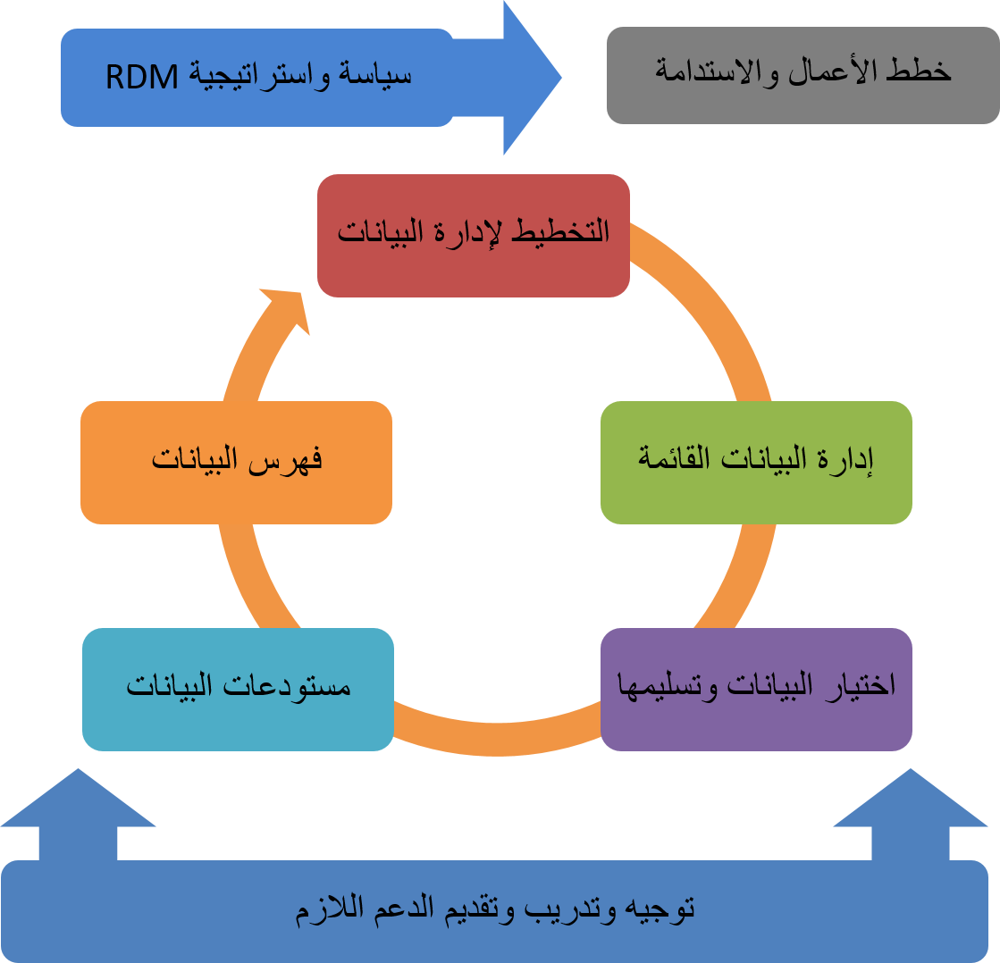 سياسة واستراتيجية RDM
خطط الأعمال والاستدامة
التخطيط لإدارة البيانات
إدارة البيانات القائمة
اختيار البيانات وتسليمها
مستودعات البيانات
فهرس البيانات
توجيه وتدريب وتقديم الدعم اللازم